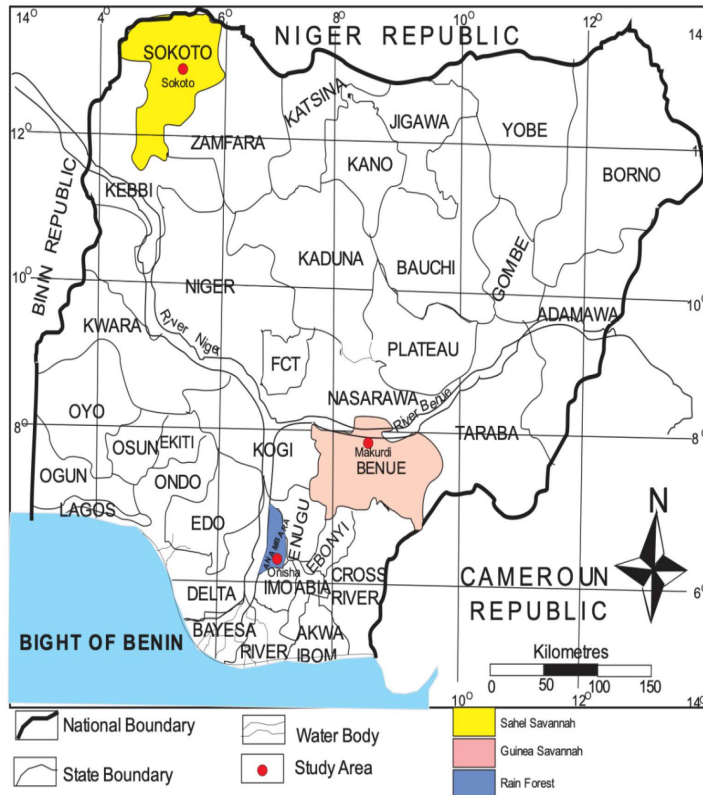 14° 4° 6° NIGER REPUBLIC 10° 12° 14°
SOKOTO
Sokoto
KATSINA
JIGAWA
YOBE
12° ZAMFARA 12°
KANO
BORNO
KEBBI
BININ REPUBLIC
KADUNA
BAUCHI
GOMBE
10° NIGER 10°
ADAMAWA
KWARA
River Niger
PLATEAU
FCT
NASARAWA
River Benue
OYO
8° TARABA 8°
OSUN EKITI KOGI
Makurdi
BENUE
OGUN ONDO
LAGOS
EDO
ANAMBARA
ENUGU
EBONYI
N
Onisha
DELTA IMO ABIA CROSS
RIVER
CAMEROUN
REPUBLIC
6°
BAYESA
BIGHT OF BENIN
RIVER
AKWA
IBOM
Kilometres
0 50 100 150
10° 12° 14°
National Boundary
Water Body
Sahel Savannah
Guinea Savannah
State Boundary
Study Area
Rain Forest